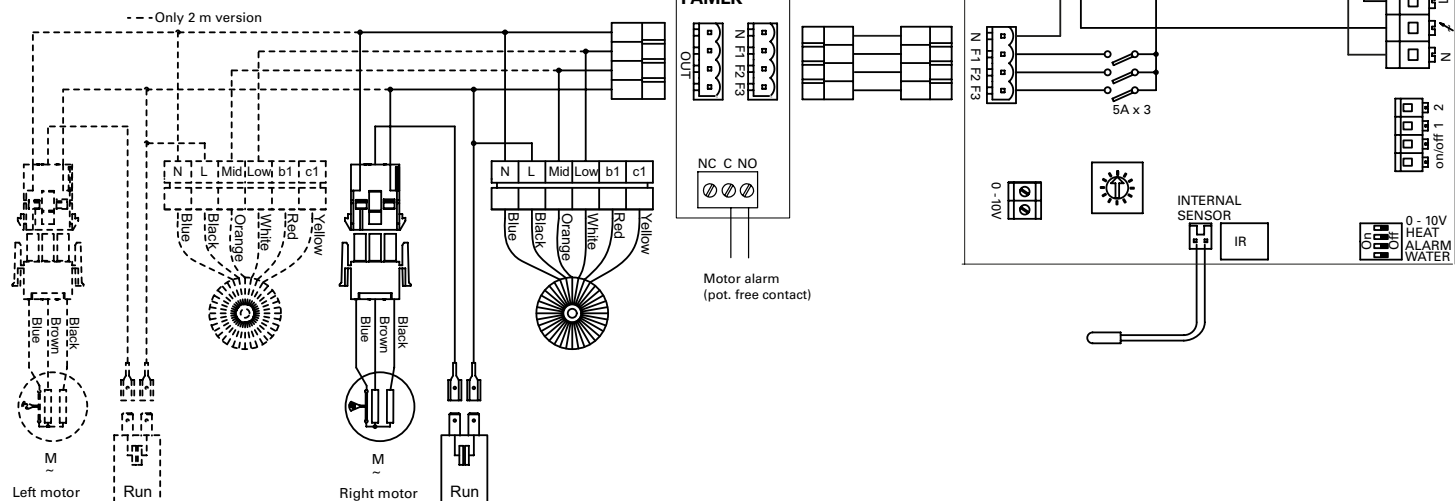 Only 2 m version
OUT
N F1 F2 F3
N F1 F2 F3
5A x 3
N
on/off 1 2
N L Mid Low b1 c1
N L Mid Low b1 c1
NC C NO
0 -10V
INTERNAL
SENSOR
IR
On
Off
0 - 10V
HEAT
ALARM
WATER
Blue Black Orange White Red Yellow
Blue Black Orange White Red Yellow
Motor alarm
(pot. free contact)
Blue Brown Black
Blue Brown Black
M
~
M
~
Left motor
Run
Right motor
Run